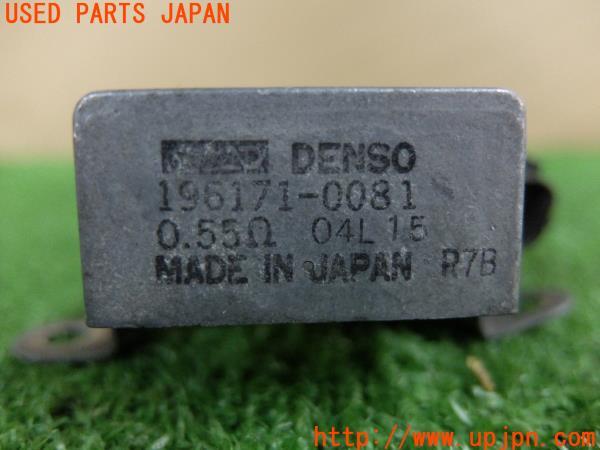 USED PARTS JAPAN
DENSO
196171-0081
0.55Ω 04L15
MADE IN JAPAN R7B
http://www.upjpn.com/